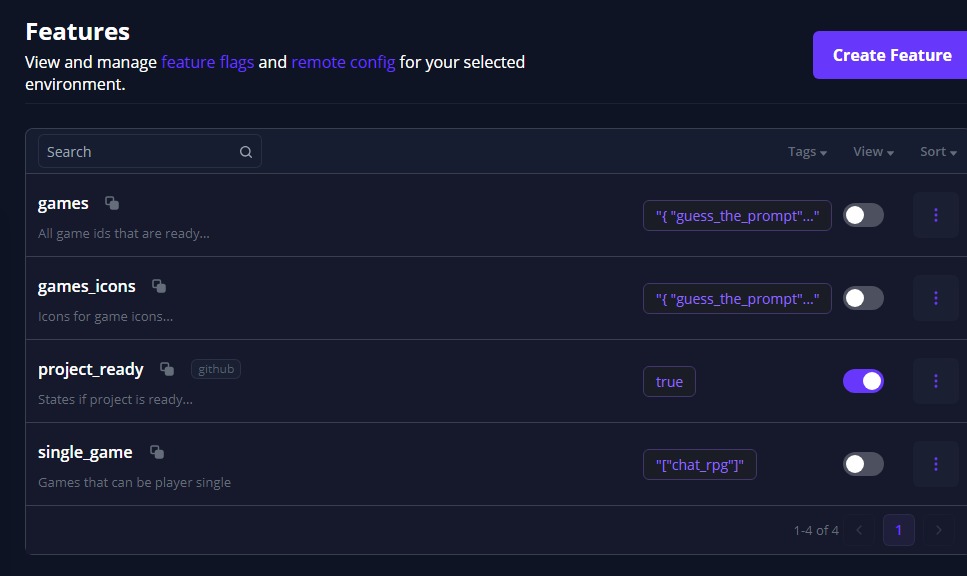 Features
View and manage feature flags and remote config for your selected
environment.
Create Feature
Search
Tags
View
Sort
games
"{ "guess_the_prompt"..."
All game ids that are ready...
games_icons
"{ "guess_the_prompt"..."
Icons for game icons...
project_ready
github
true
States if project is ready...
single_game
"["chat_rpg"]"
Games that can be player single
1-4 of 4
1